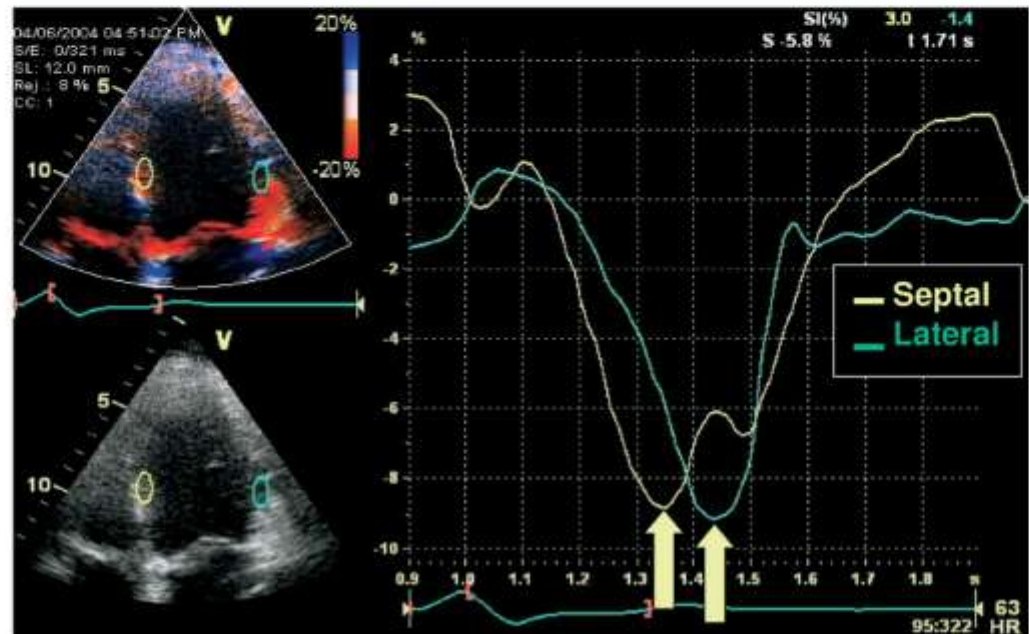 04/06/2004 04:51:02 PM
S/E: 0/321 ms
SL: 12.0 mm
Rej.: 8 %
CC: 1
V
20%
-20%
5
10
V
5
10
SI(%) 3.0 -1.4
S -5.8 % t 1.71 s
%
4
2
0
-2
-4
-6
-8
-10
Septal
Lateral
0.9 1.0 1.1 1.2 1.3 1.4 1.5 1.6 1.7 1.8 s
63
95:322 HR